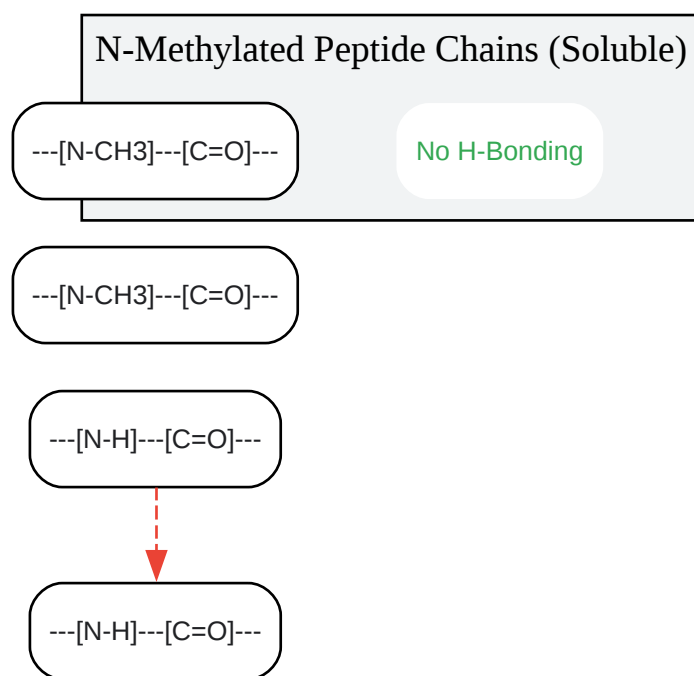 N-Methylated Peptide Chains (Soluble)
---[N-CH3]---[C=O]---
No H-Bonding
---[N-CH3]---[C=O]---
---[N-H]---[C=O]---
---[N-H]---[C=O]---